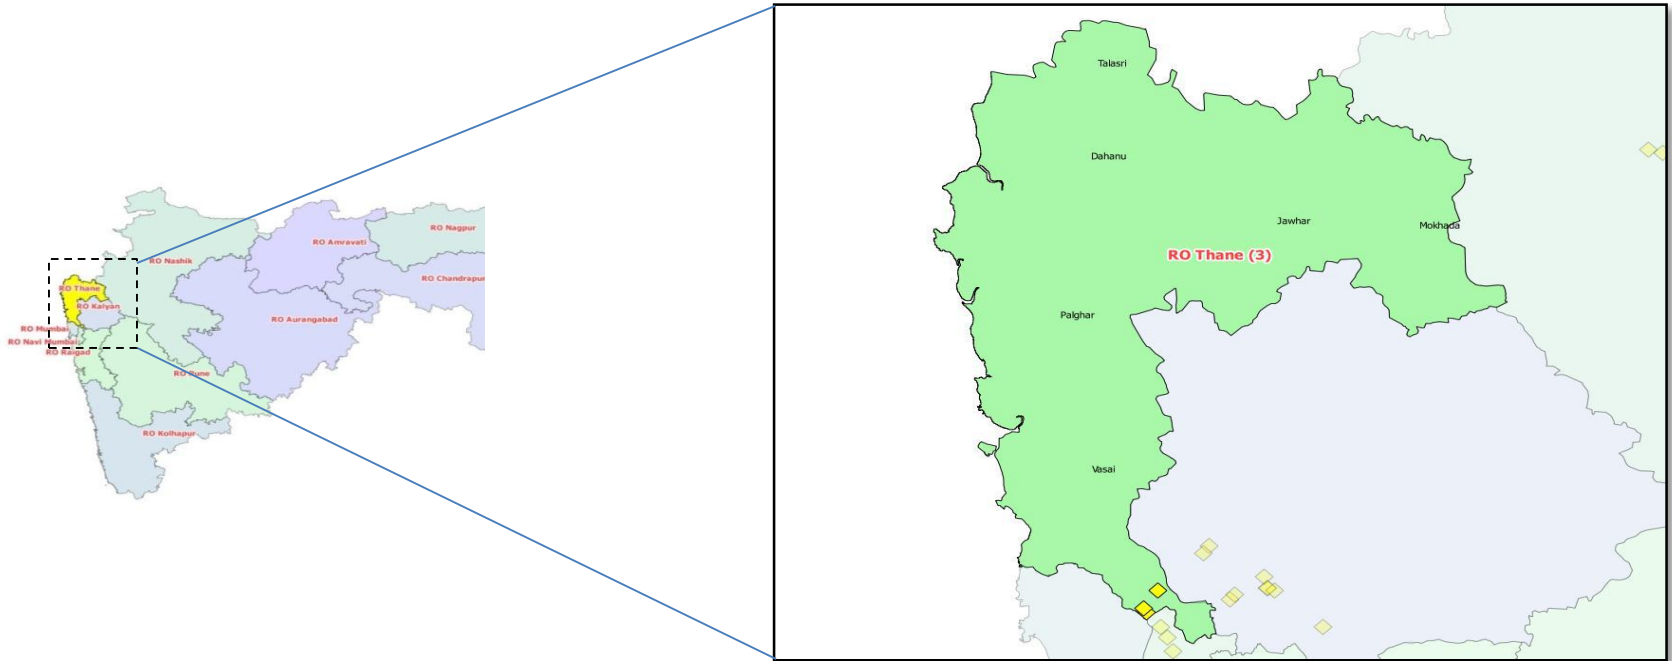 RO Amravati
RO Nagpur
RO Nashik
RO Chandrapur
RO Thane
RO Kalyan
RO Aurangabad
RO Mumbai
RO Navi Mumbai
RO Raigad
RO Pune
RO Kolhapur
Talasri
Dahanu
Jawhar
Mokhada
RO Thane (3)
Palghar
Vasai